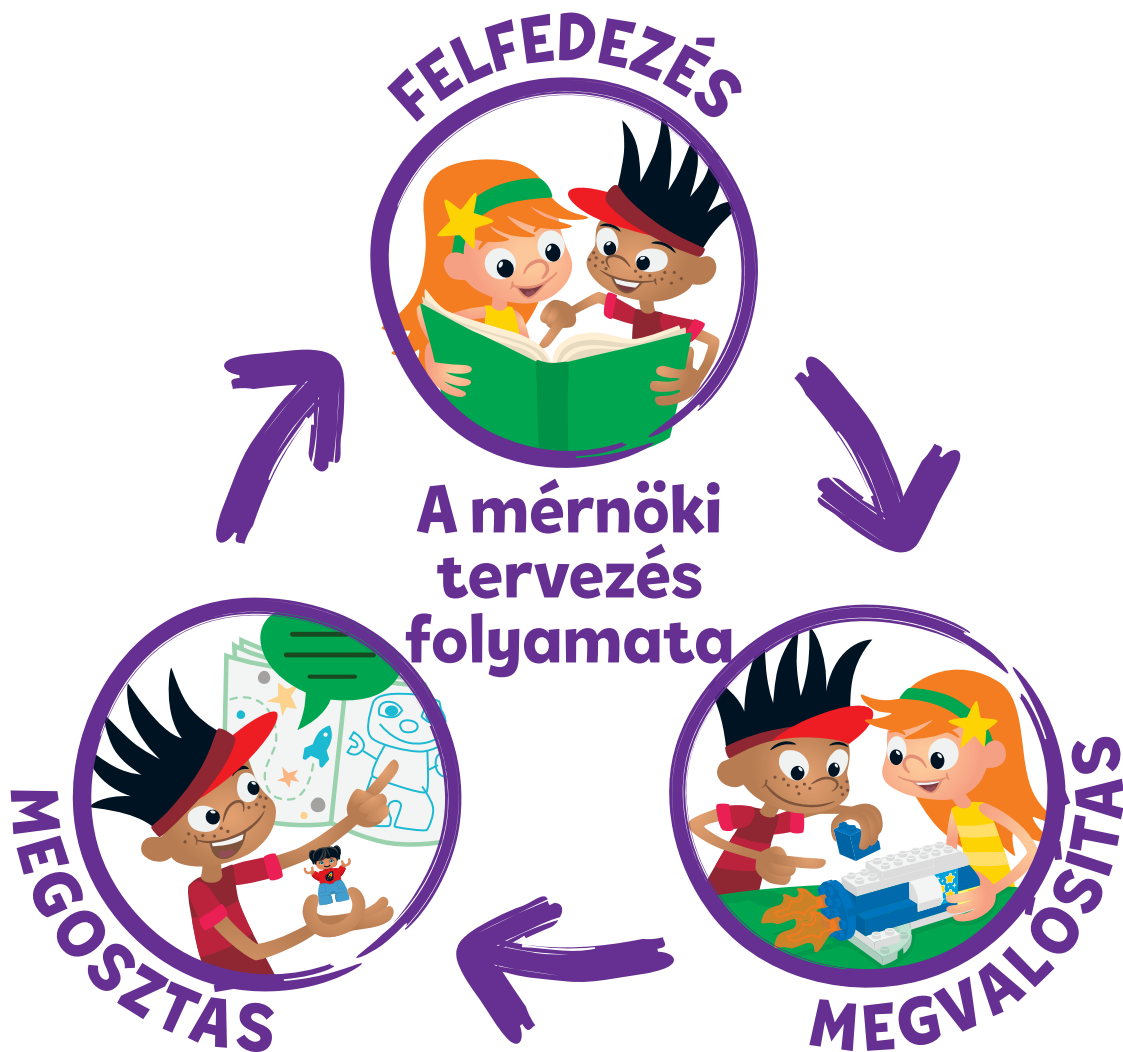 FELFEDEZÉS
A mérnöki
tervezés
folyamata
MEGOSZTÁS
MEGVALÓSÍTÁS